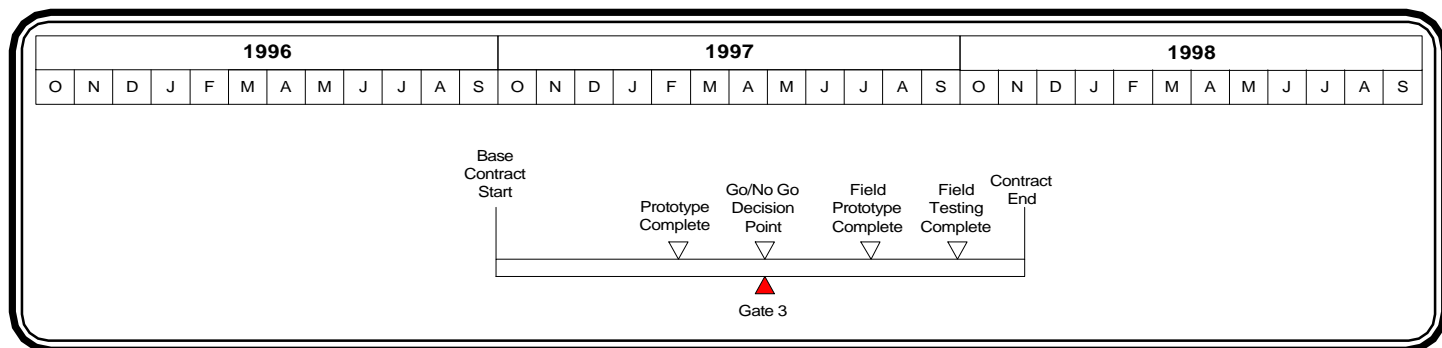 1996 1997 1998
O N D J F M A M J J A S O N D J F M A M J J A S O N D J F M A M J J A S
Base
Contract
Start
Prototype
Complete
Go/No Go
Decision
Point
Field
Prototype
Complete
Field
Testing
Complete
Contract
End
Gate 3